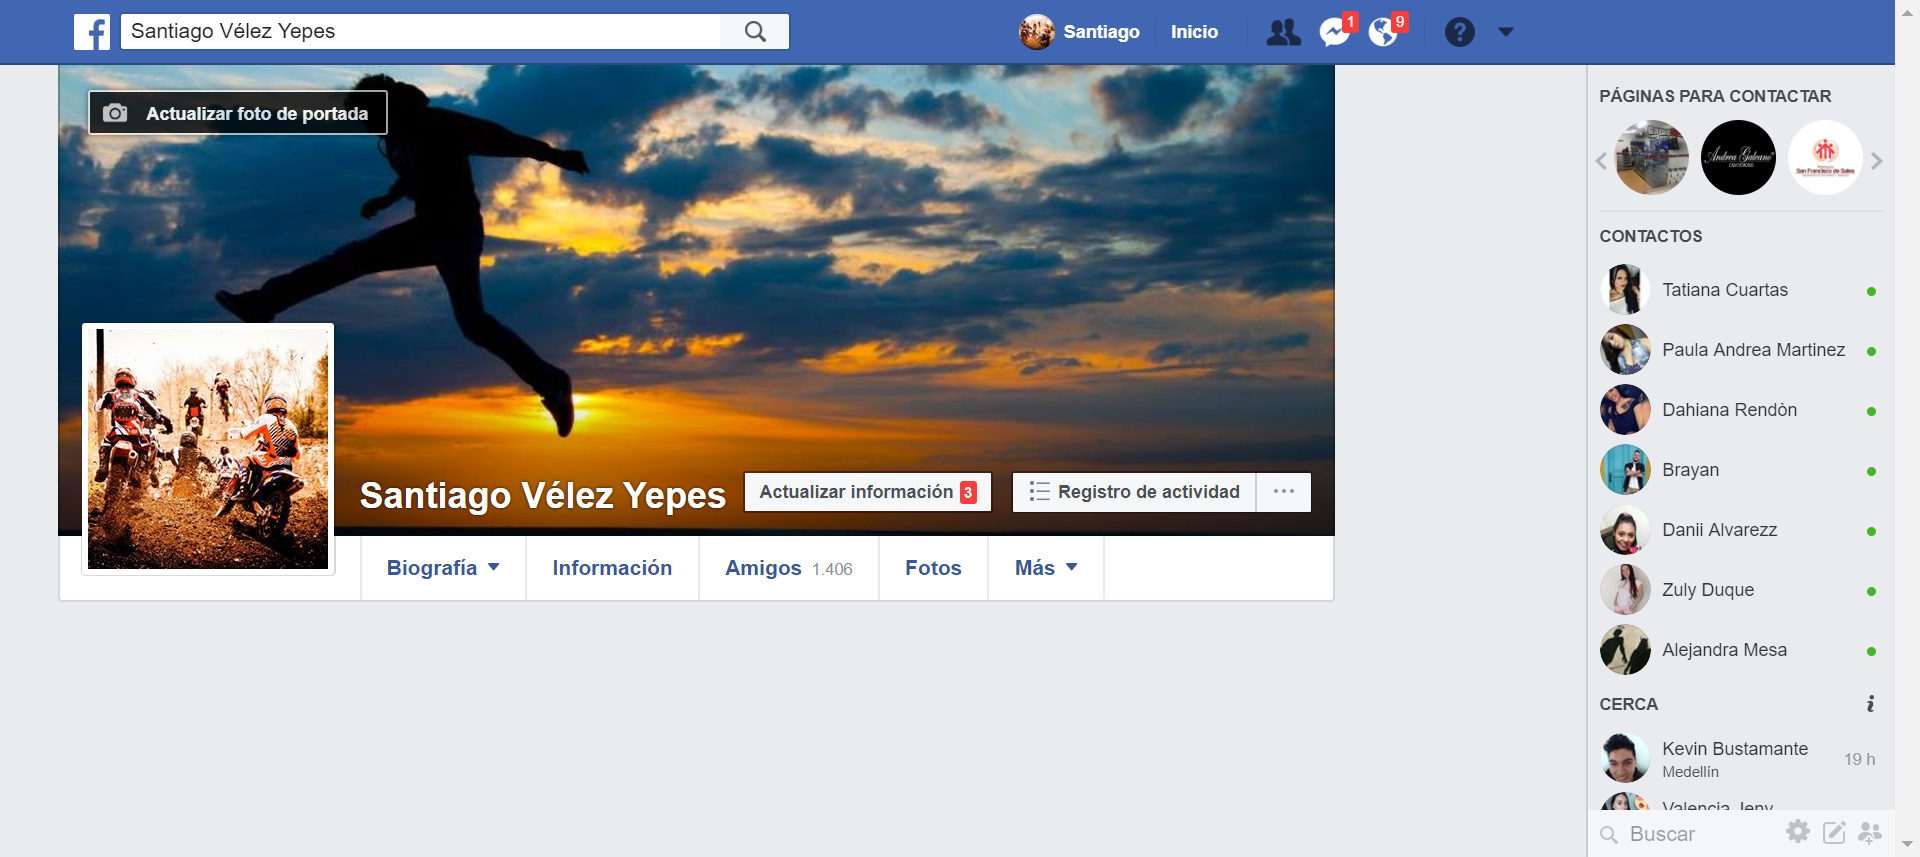 Santiago Vélez Yepes
Santiago
Inicio
1
9
?
Actualizar foto de portada
Santiago Vélez Yepes
Actualizar información 3
Registro de actividad
Biografía
Información
Amigos 1.406
Fotos
Más
PÁGINAS PARA CONTACTAR
Andrea Galeano
San Francisco de Sales
CONTACTOS
Tatiana Cuartas
Paula Andrea Martinez
Dahiana Rendòn
Brayan
Danii Alvarezz
Zuly Duque
Alejandra Mesa
CERCA
Kevin Bustamante
Medellín
19 h
Valencia Jeny
Buscar